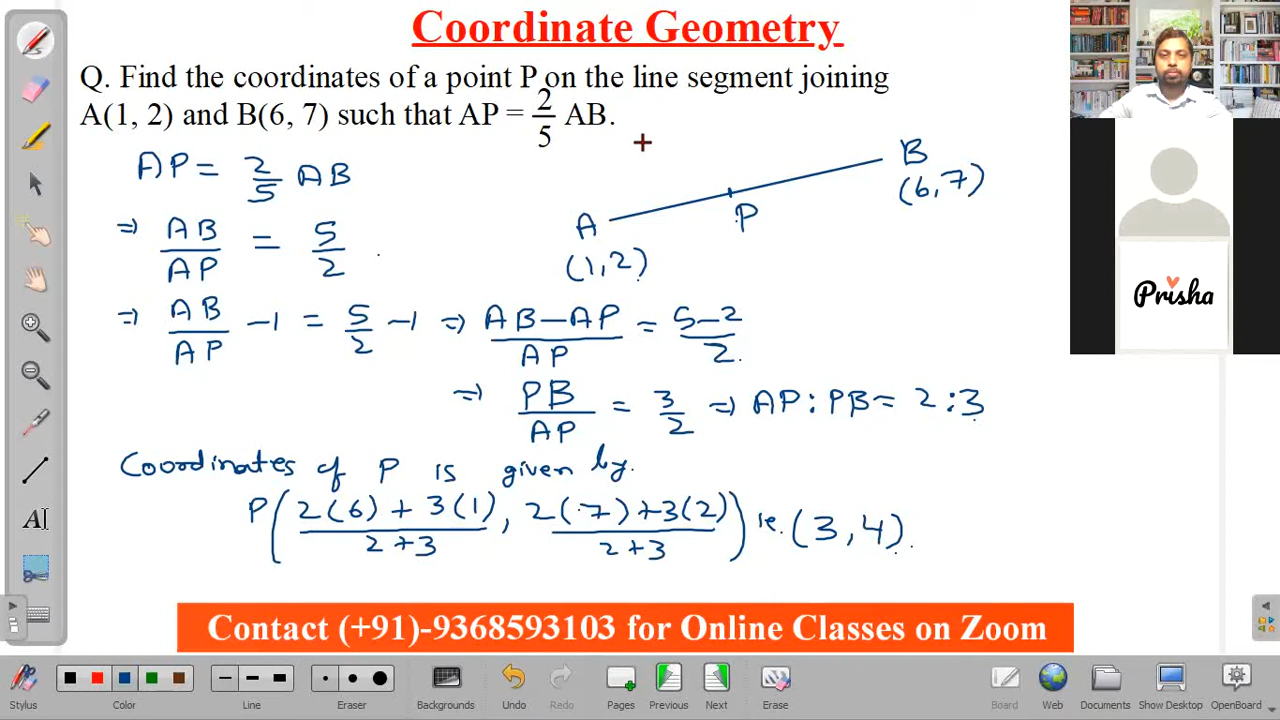 Coordinate Geometry
Q. Find the coordinates of a point P on the line segment joining
A(1, 2) and B(6, 7) such that AP = 2/5 AB.
AP = 2/5 AB
⇒ AB/AP = 5/2
⇒ AB/AP - 1 = 5/2 - 1 ⇒ AB-AP/AP = 5-2/2
⇒ PB/AP = 3/2 ⇒ AP : PB = 2 : 3
Coordinates of P is given by
P(2(6) + 3(1)/2+3, 2(7)+3(2)/2+3) ie. (3,4).
A
(1,2)
P
B
(6,7)
Prisha
Contact (+91)-9368593103 for Online Classes on Zoom
A
Stylus
Color
Line
Eraser
Backgrounds
Undo
Redo
Pages
Previous
Next
Erase
Board
Web
Documents
Show Desktop
OpenBoard